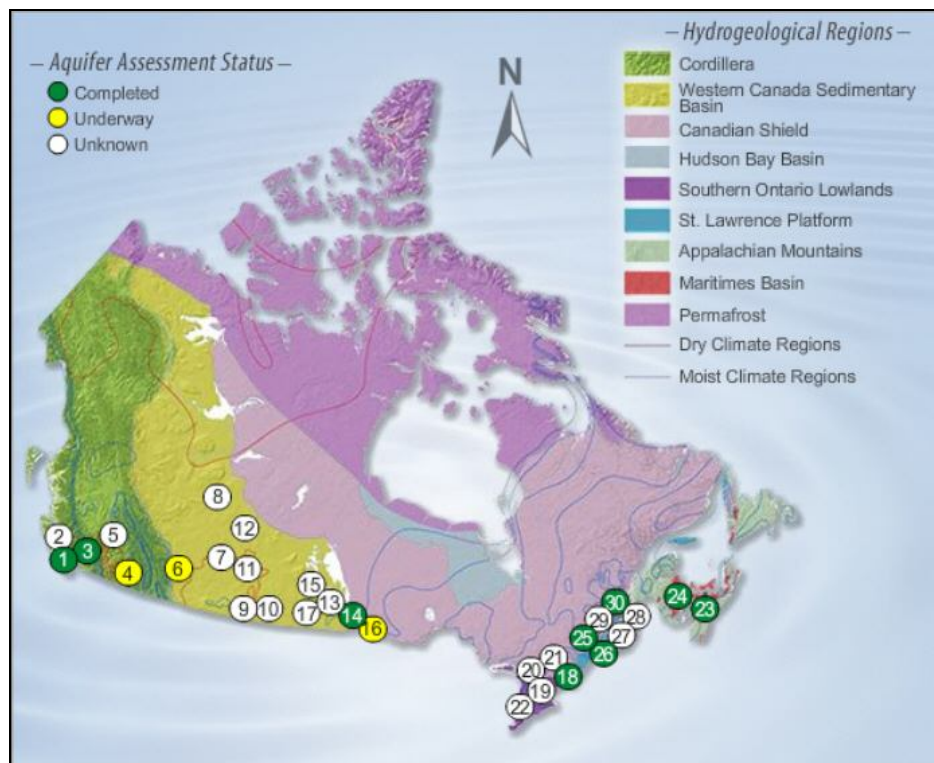 – Aquifer Assessment Status –
Completed
Underway
Unknown
N
– Hydrogeological Regions –
Cordillera
Western Canada Sedimentary
Basin
Canadian Shield
Hudson Bay Basin
Southern Ontario Lowlands
St. Lawrence Platform
Appalachian Mountains
Maritimes Basin
Permafrost
Dry Climate Regions
Moist Climate Regions
8
12
2
3
5
1
7
4
6
11
15
13
9
10
17
14
16
24
23
30
29
28
25
27
26
21
20
18
19
22